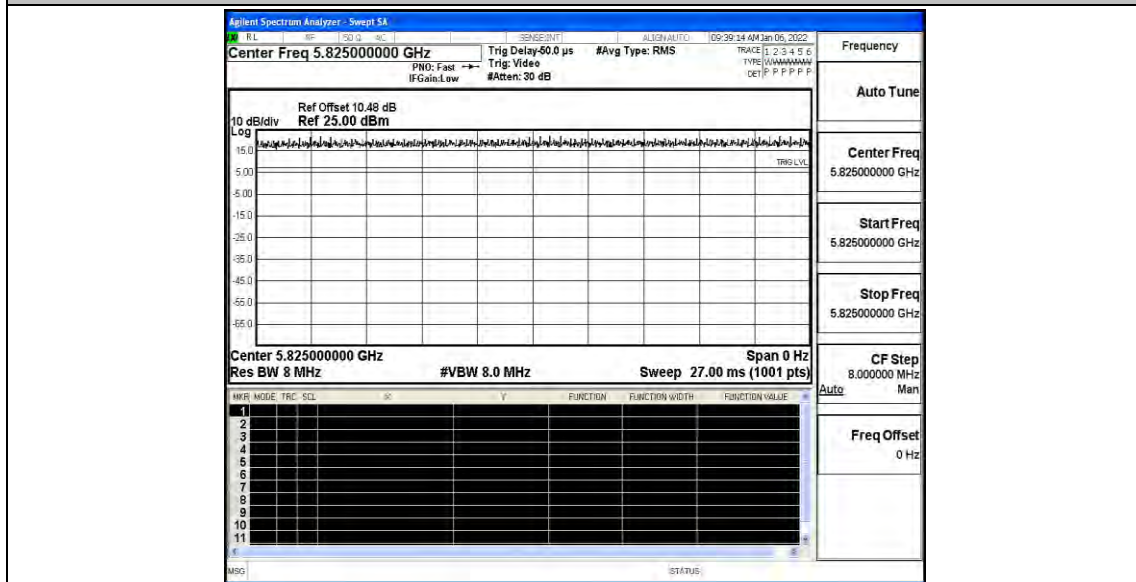 Agilent Spectrum Analyzer - Swept SA
RL RF 50 Ω AC SENSE:INT ALIGNAUTO 09:39:14 AM Jan 06, 2022
Center Freq 5.825000000 GHz
PNO: Fast
IFGain:Low
Trig Delay-50.0 µs
Trig: Video
#Atten: 30 dB
#Avg Type: RMS
TRACE 1 2 3 4 5 6
TYPE
DET P P P P P P
Ref Offset 10.48 dB
10 dB/div Ref 25.00 dBm
Log
15.0
TRIG LVL
5.00
-5.00
-15.0
-25.0
-35.0
-45.0
-55.0
-65.0
Center 5.825000000 GHz Span 0 Hz
Res BW 8 MHz #VBW 8.0 MHz Sweep 27.00 ms (1001 pts)
MKR MODE TRC SCL X Y FUNCTION FUNCTION WIDTH FUNCTION VALUE
1
2
3
4
5
6
7
8
9
10
11
MSG STATUS
Frequency
Auto Tune
Center Freq
5.825000000 GHz
Start Freq
5.825000000 GHz
Stop Freq
5.825000000 GHz
CF Step
8.000000 MHz
Auto Man
Freq Offset
0 Hz